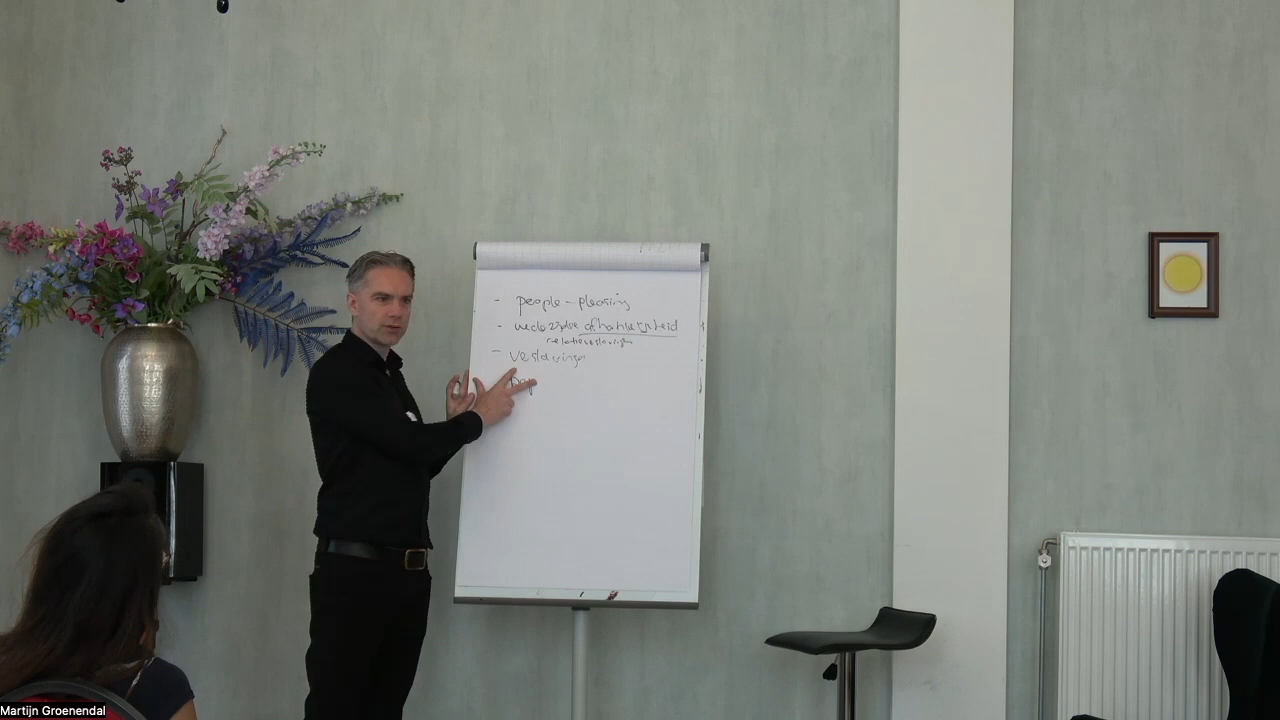 - people-pleasing
- wederzijdse afhankelijkheid
relatieverslaving
- verslavingen
Martijn Groenendal